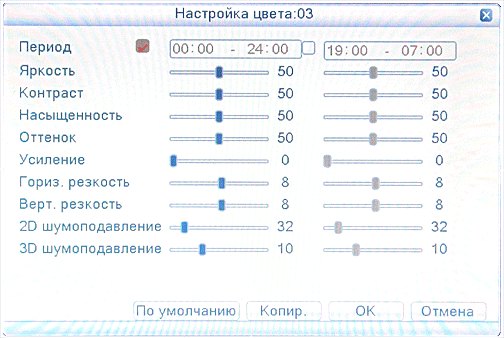 Настройка цвета:03
Период 00:00 - 24:00 19:00 - 07:00
Яркость 50 50
Контраст 50 50
Насыщенность 50 50
Оттенок 50 50
Усиление 0 0
Гориз. резкость 8 8
Верт. резкость 8 8
2D шумоподавление 32 32
3D шумоподавление 10 10
По умолчанию Копир. OK Отмена